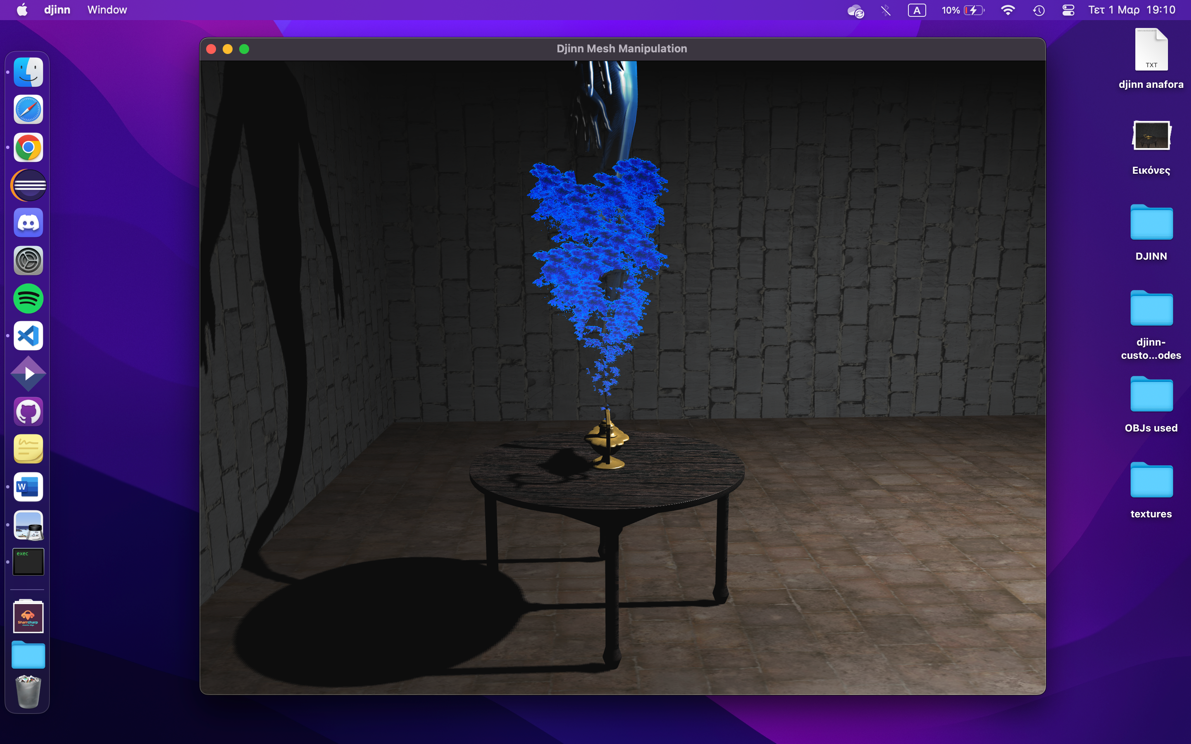 djinn Window
A 10% Τετ 1 Μαρ 19:10
Djinn Mesh Manipulation
TXT
djinn anafora
Εικόνες
DJINN
djinn-
custo...odes
OBJs used
textures
W
exec